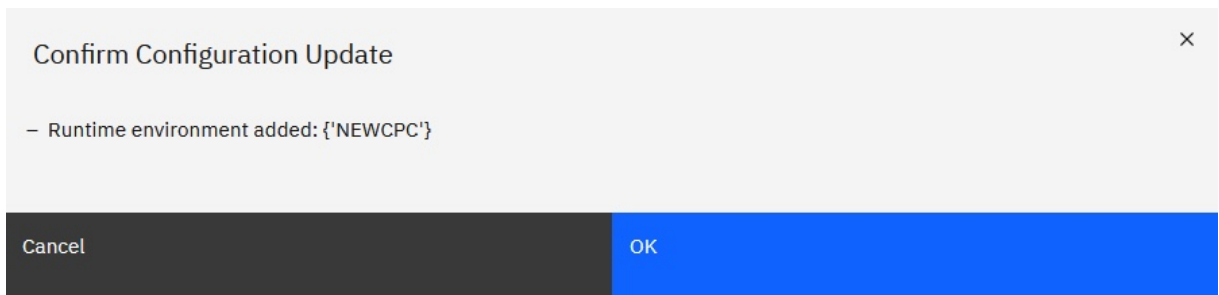 Confirm Configuration Update
– Runtime environment added: {'NEWCPC'}
Cancel
OK